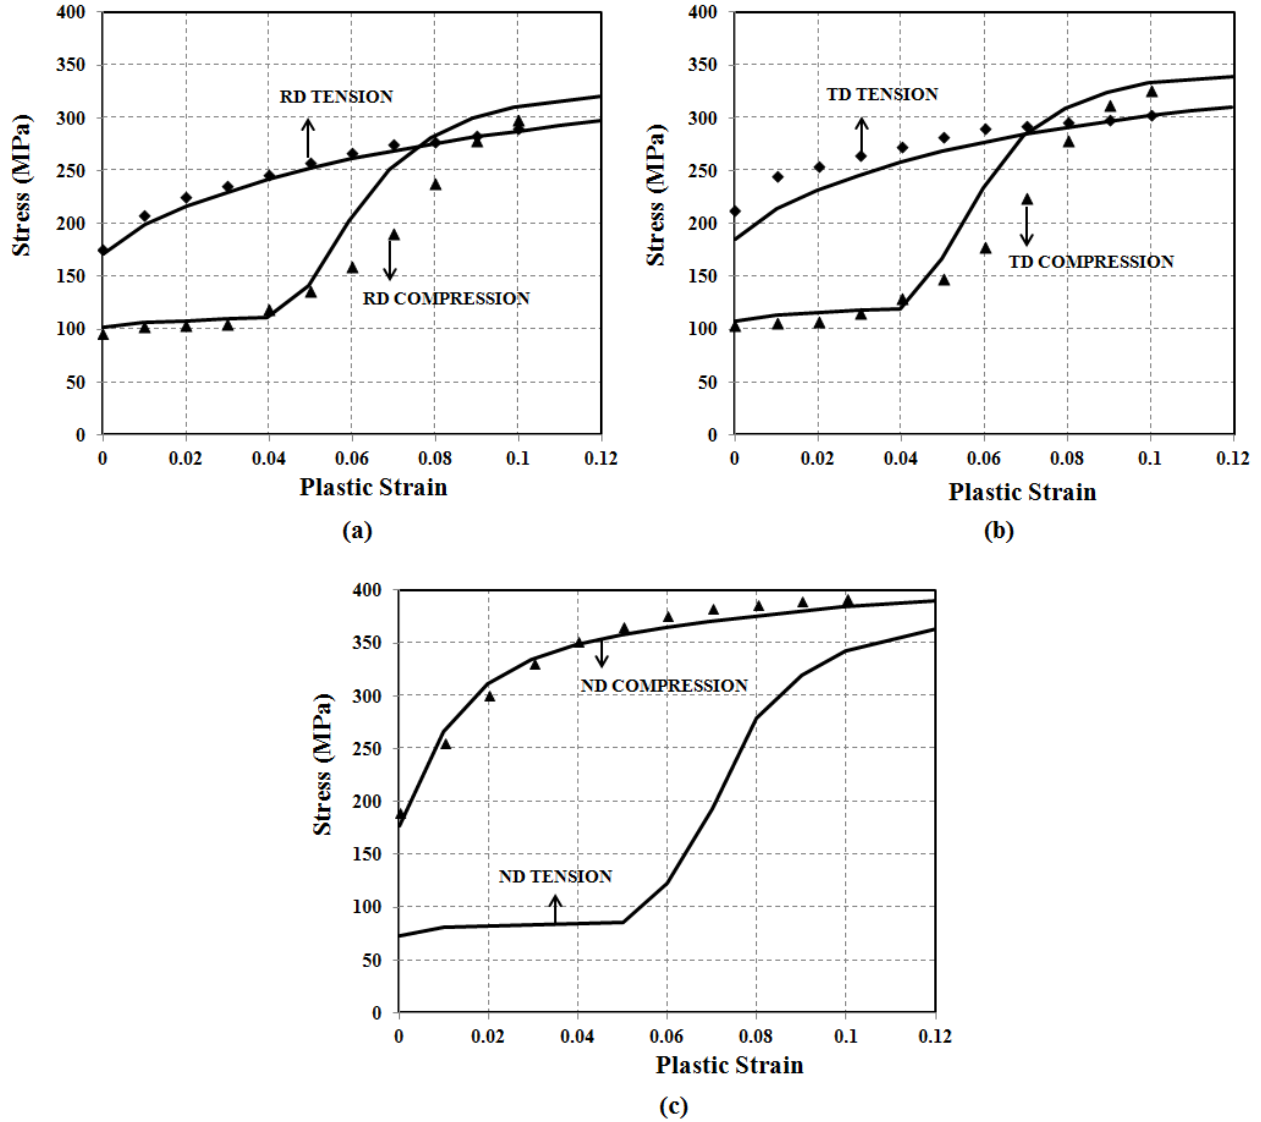 400
350
300
250
200
150
100
50
0
Stress (MPa)
RD TENSION
RD COMPRESSION
0 0.02 0.04 0.06 0.08 0.1 0.12
Plastic Strain
(a)
400
350
300
250
200
150
100
50
0
Stress (MPa)
TD TENSION
TD COMPRESSION
0 0.02 0.04 0.06 0.08 0.1 0.12
Plastic Strain
(b)
400
350
300
250
200
150
100
50
0
Stress (MPa)
ND COMPRESSION
ND TENSION
0 0.02 0.04 0.06 0.08 0.1 0.12
Plastic Strain
(c)